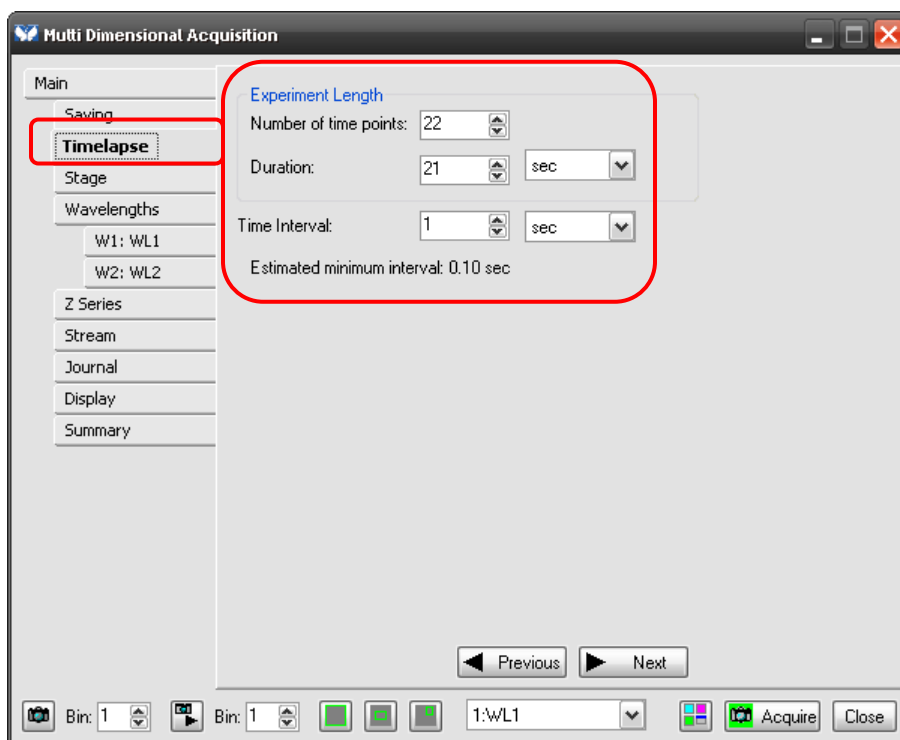 Multi Dimensional Acquisition
Main
Saving
Timelapse
Stage
Wavelengths
W1: WL1
W2: WL2
Z Series
Stream
Journal
Display
Summary
Experiment Length
Number of time points: 22
Duration: 21 sec
Time Interval: 1 sec
Estimated minimum interval: 0.10 sec
Previous Next
Bin: 1 Bin: 1 1:WL1 Acquire Close